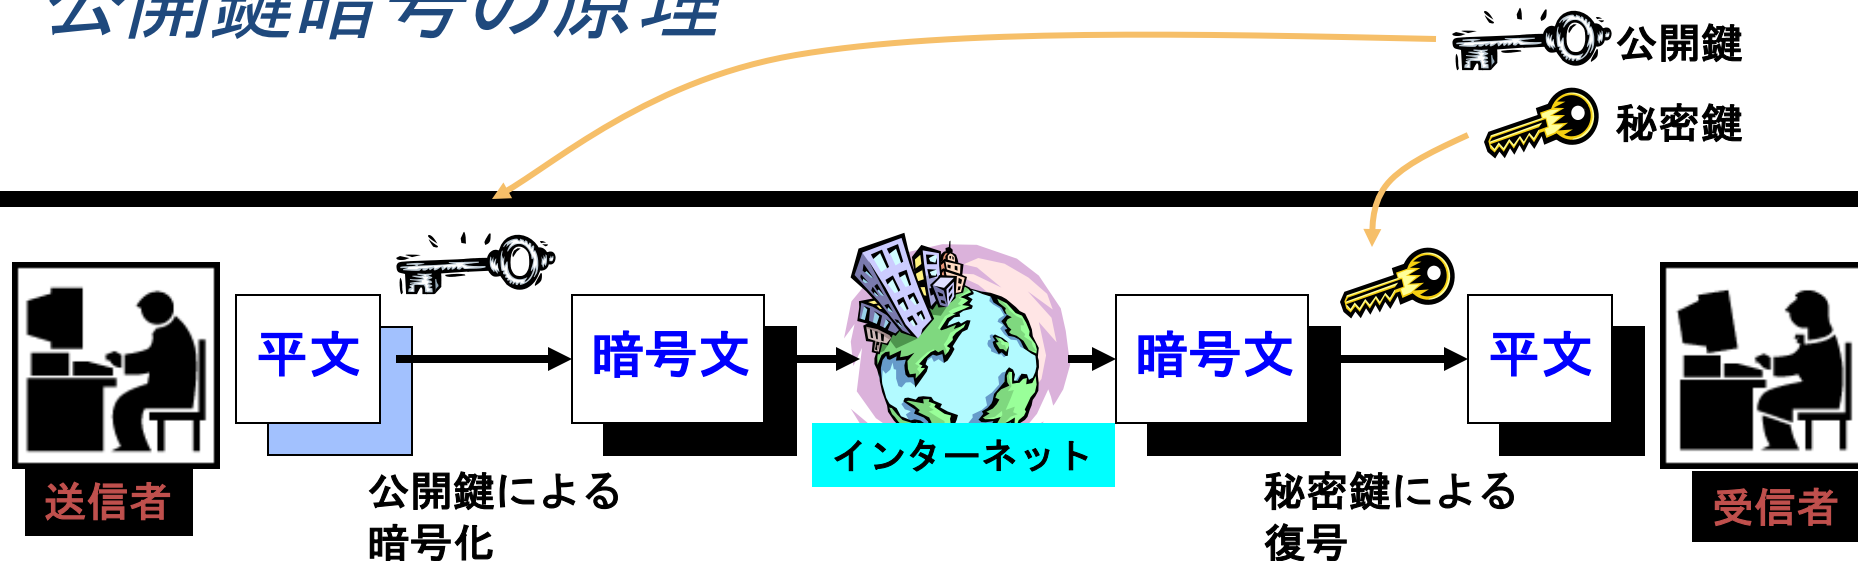 公開鍵暗号の原理
公開鍵
秘密鍵
平文
暗号文
暗号文
平文
インターネット
送信者
公開鍵による
暗号化
秘密鍵による
復号
受信者